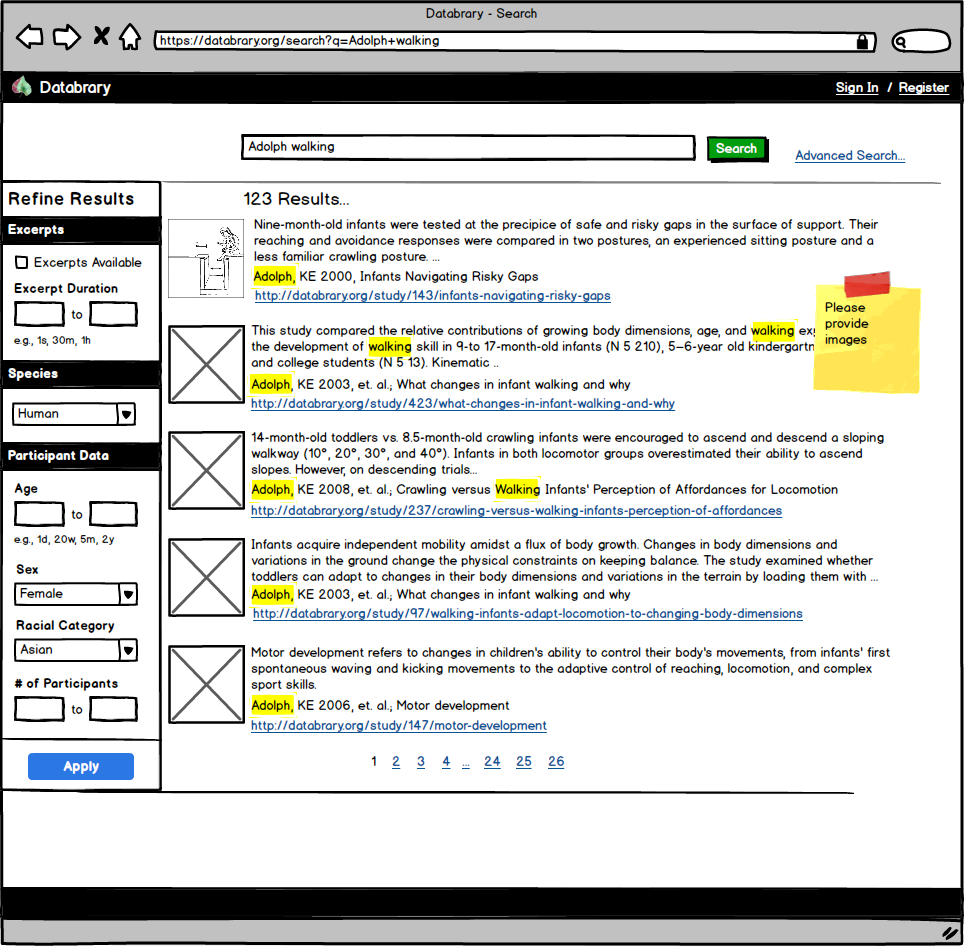 Databrary - Search
https://databrary.org/search?q=Adolph+walking
Databrary
Sign In / Register
Adolph walking
Search
Advanced Search...
Refine Results
Excerpts
Excerpts Available
Excerpt Duration
to
e.g., 1s, 30m, 1h
Species
Human
Participant Data
Age
to
e.g., 1d, 20w, 5m, 2y
Sex
Female
Racial Category
Asian
# of Participants
to
Apply
123 Results...
Nine-month-old infants were tested at the precipice of safe and risky gaps in the surface of support. Their
reaching and avoidance responses were compared in two postures, an experienced sitting posture and a
less familiar crawling posture. ...
Adolph, KE 2000, Infants Navigating Risky Gaps
http://databrary.org/study/143/infants-navigating-risky-gaps
This study compared the relative contributions of growing body dimensions, age, and walking
the development of walking skill in 9-to 17-month-old infants (N 5 210), 5–6-year old
and college students (N 5 13). Kinematic ..
Adolph, KE 2003, et. al.; What changes in infant walking and why
http://databrary.org/study/423/what-changes-in-infant-walking-and-why
Please
provide
images
14-month-old toddlers vs. 8.5-month-old crawling infants were encouraged to ascend and descend a sloping
walkway (10°, 20°, 30°, and 40°). Infants in both locomotor groups overestimated their ability to ascend
slopes. However, on descending trials...
Adolph, KE 2008, et. al.; Crawling versus Walking Infants' Perception of Affordances for Locomotion
http://databrary.org/study/237/crawling-versus-walking-infants-perception-of-affordances
Infants acquire independent mobility amidst a flux of body growth. Changes in body dimensions and
variations in the ground change the physical constraints on keeping balance. The study examined whether
toddlers can adapt to changes in their body dimensions and variations in the terrain by loading them with ...
Adolph, KE 2003, et. al.; What changes in infant walking and why
http://databrary.org/study/97/walking-infants-adapt-locomotion-to-changing-body-dimensions
Motor development refers to changes in children's ability to control their body's movements, from infants' first
spontaneous waving and kicking movements to the adaptive control of reaching, locomotion, and complex
sport skills.
Adolph, KE 2006, et. al.; Motor development
http://databrary.org/study/147/motor-development
1 2 3 4 ... 24 25 26